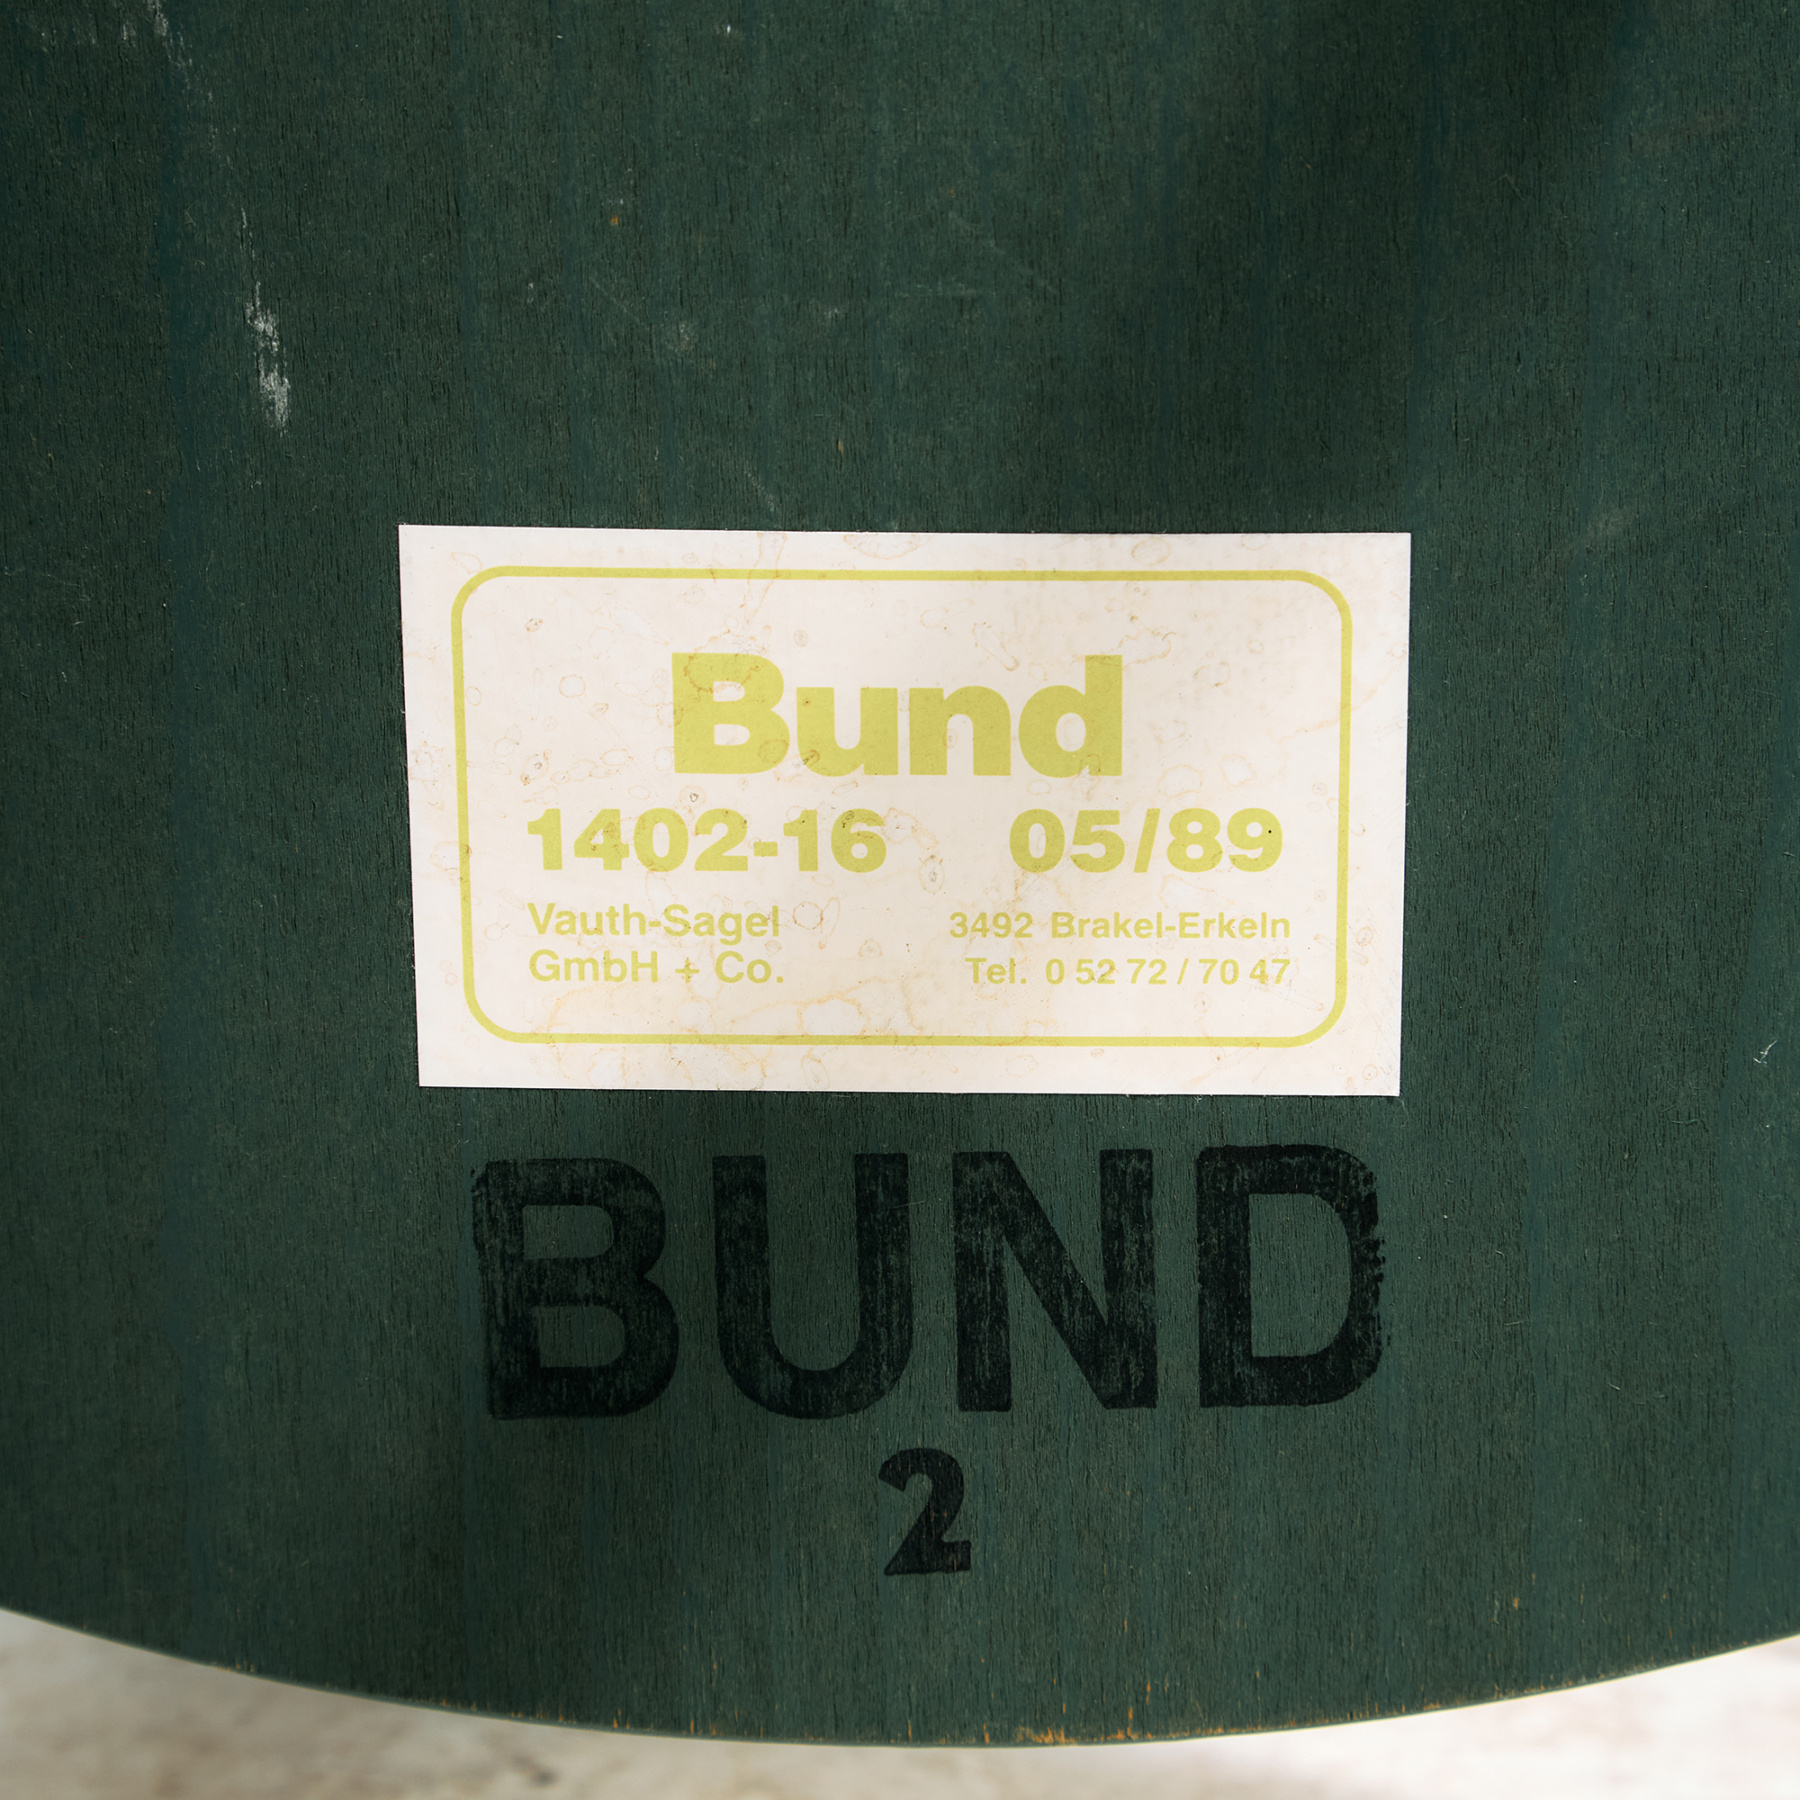 Bund
1402-16 05/89
Vauth-Sagel 3492 Brakel-Erkeln
GmbH + Co. Tel. 0 52 72 / 70 47
BUND
2